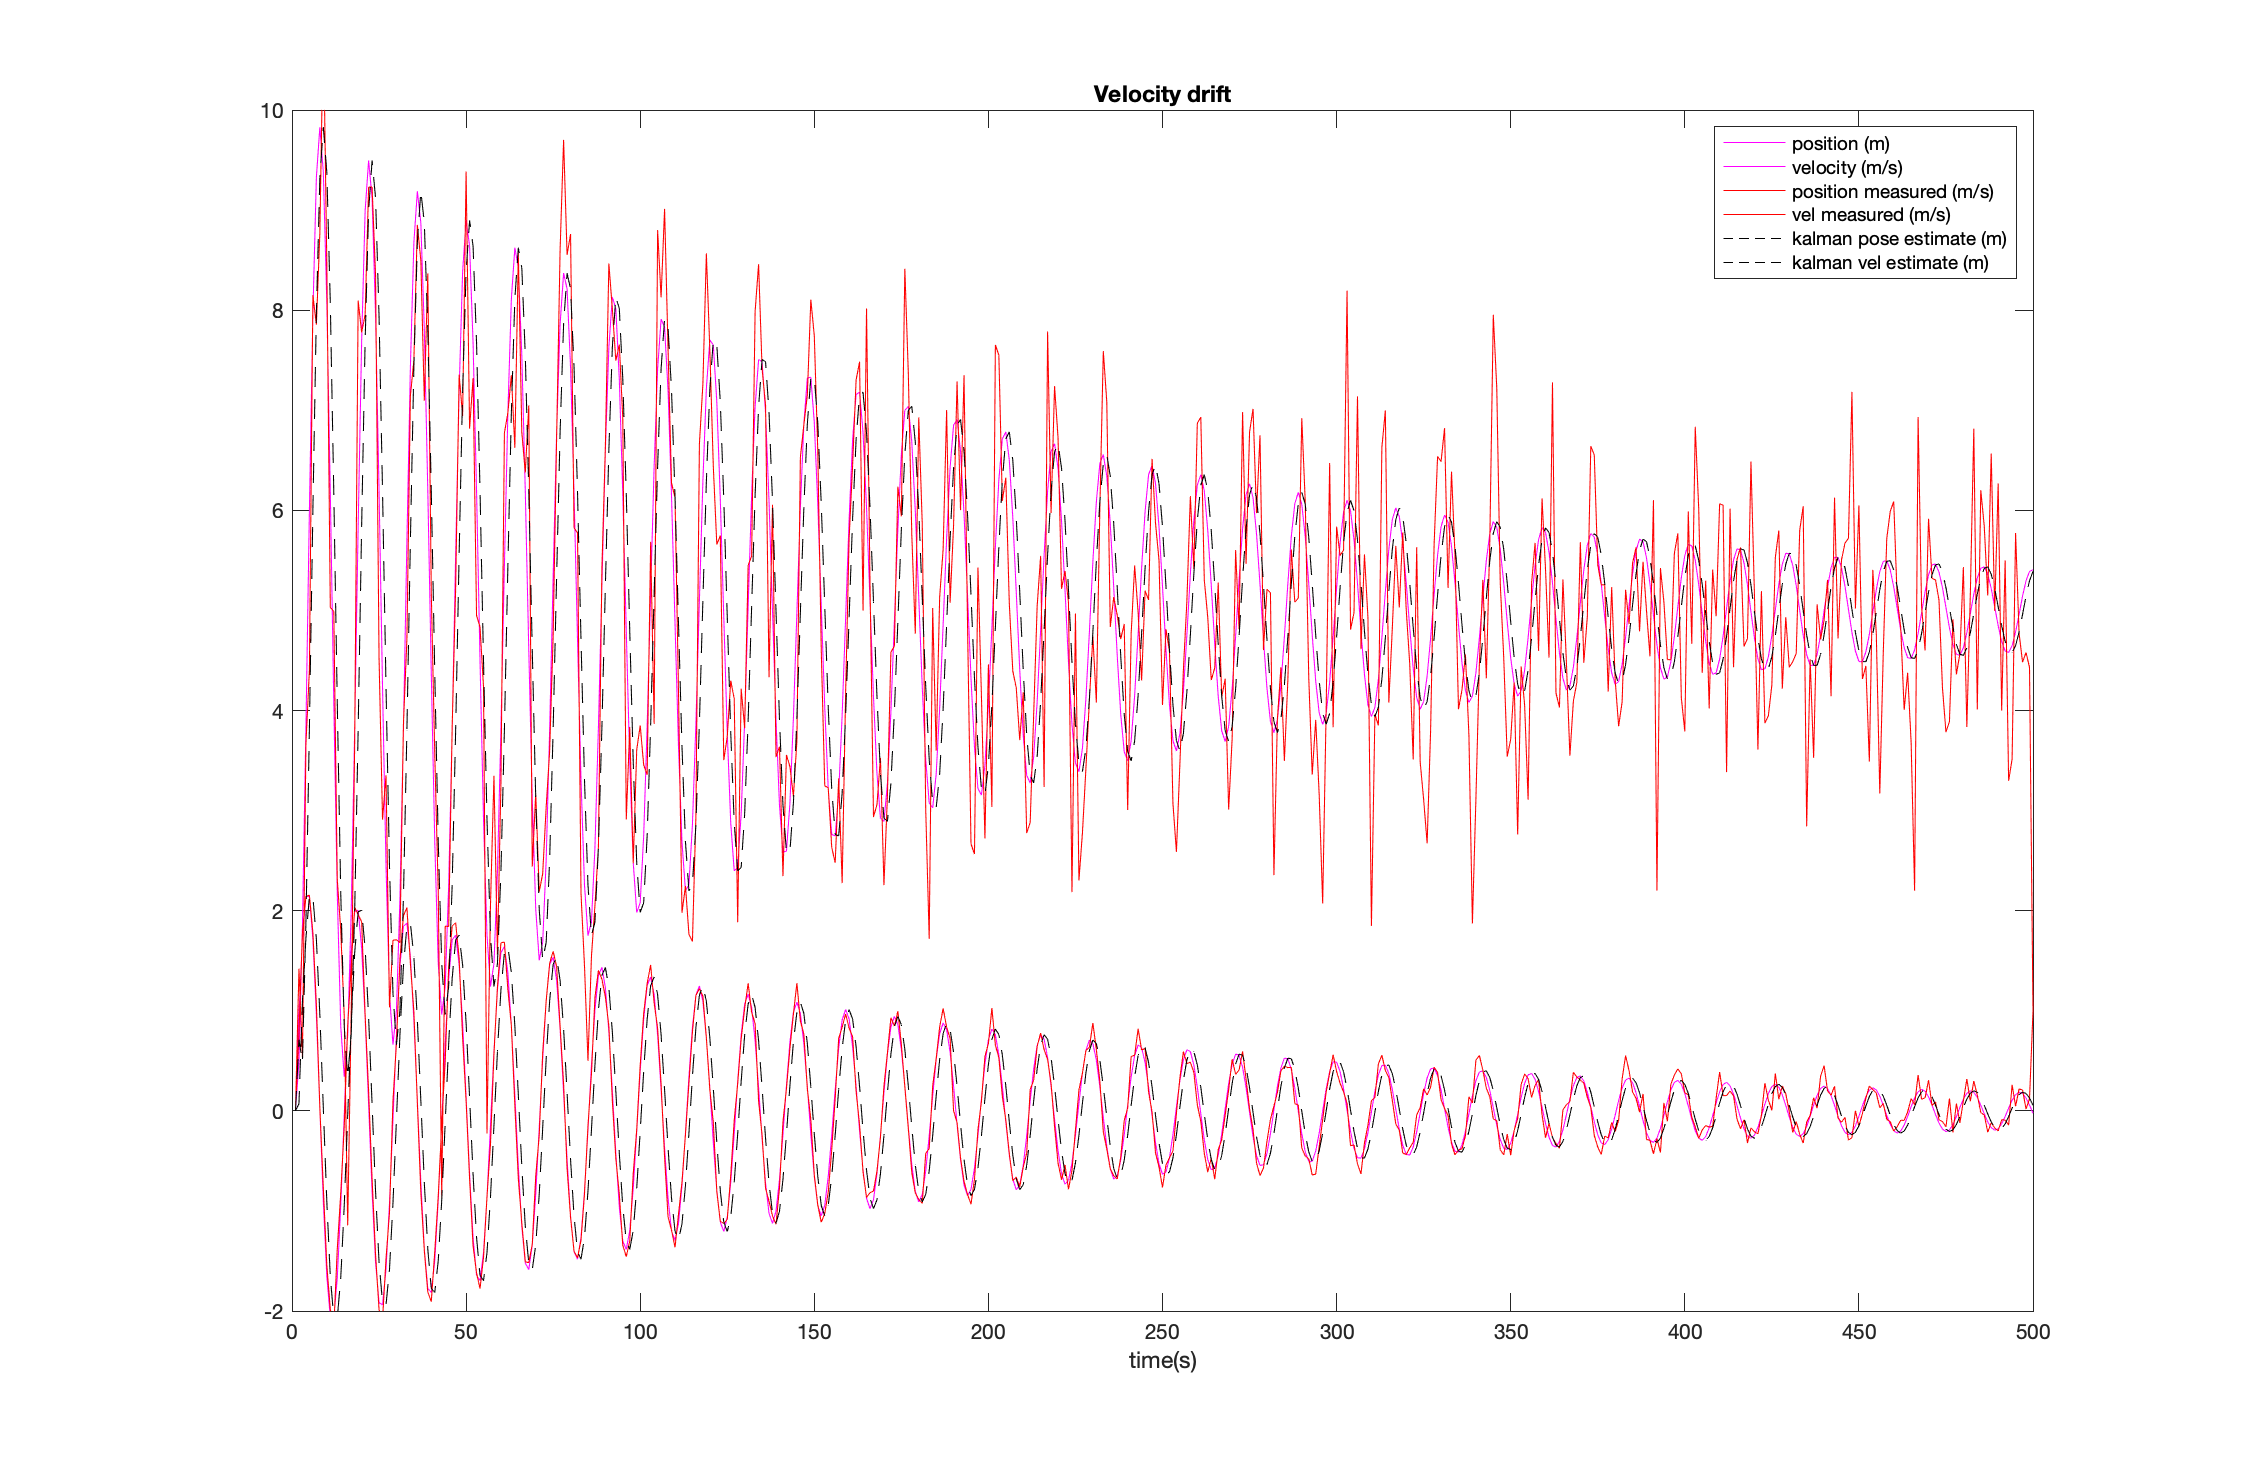 Velocity drift
10
8
6
4
2
0
-2
position (m)
velocity (m/s)
position measured (m/s)
vel measured (m/s)
kalman pose estimate (m)
kalman vel estimate (m)
0 50 100 150 200 250 300 350 400 450 500
time(s)